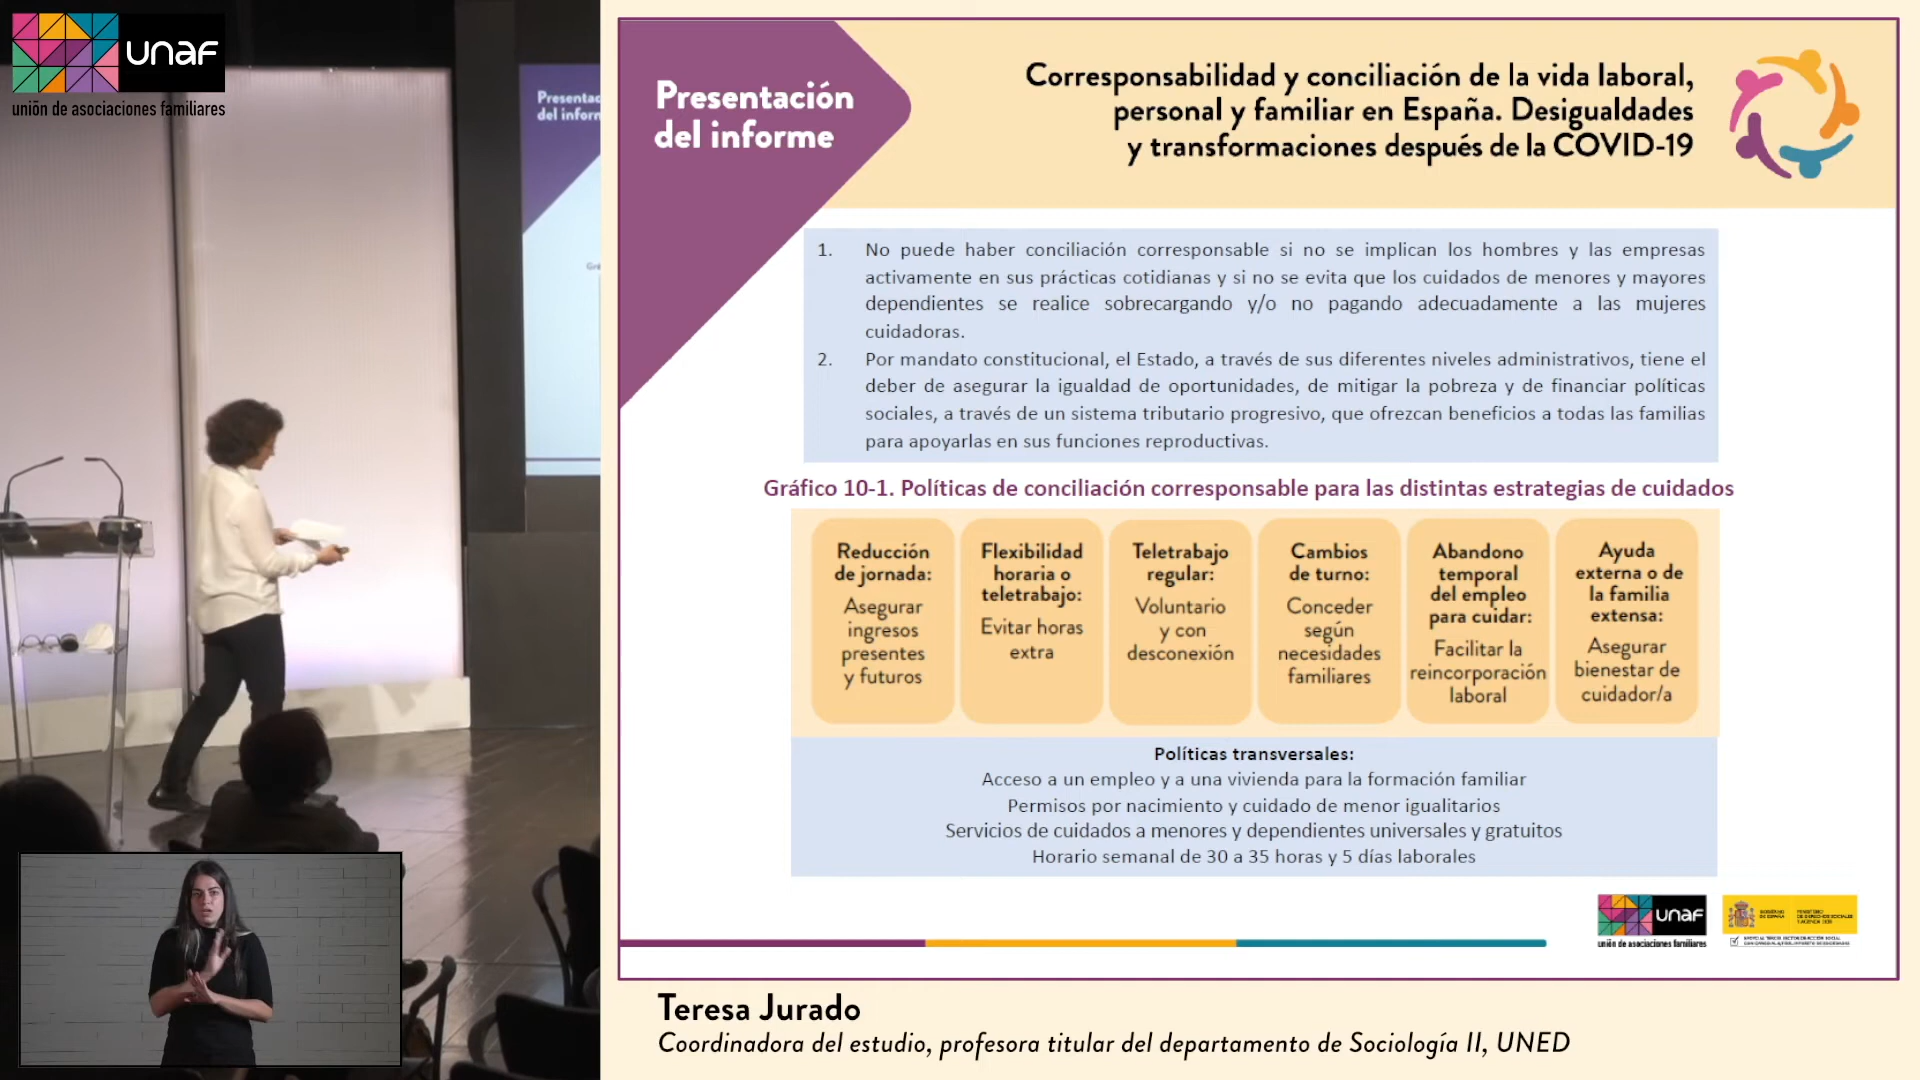 unaf
unión de asociaciones familiares
Presentación
del informe
Corresponsabilidad y conciliación de la vida laboral,
personal y familiar en España. Desigualdades
y transformaciones después de la COVID-19
1. No puede haber conciliación corresponsable si no se implican los hombres y las empresas
activamente en sus prácticas cotidianas y si no se evita que los cuidados de menores y mayores
dependientes se realice sobrecargando y/o no pagando adecuadamente a las mujeres
cuidadoras.
2. Por mandato constitucional, el Estado, a través de sus diferentes niveles administrativos, tiene el
deber de asegurar la igualdad de oportunidades, de mitigar la pobreza y de financiar políticas
sociales, a través de un sistema tributario progresivo, que ofrezcan beneficios a todas las familias
para apoyarlas en sus funciones reproductivas.
Gráfico 10-1. Políticas de conciliación corresponsable para las distintas estrategias de cuidados
Reducción
de jornada:
Asegurar
ingresos
presentes
y futuros
Flexibilidad
horaria o
teletrabajo:
Evitar horas
extra
Teletrabajo
regular:
Voluntario
y con
desconexión
Cambios
de turno:
Conceder
según
necesidades
familiares
Abandono
temporal
del empleo
para cuidar:
Facilitar la
reincorporación
laboral
Ayuda
externa o de
la familia
extensa:
Asegurar
bienestar de
cuidador/a
Políticas transversales:
Acceso a un empleo y a una vivienda para la formación familiar
Permisos por nacimiento y cuidado de menor igualitarios
Servicios de cuidados a menores y dependientes universales y gratuitos
Horario semanal de 30 a 35 horas y 5 días laborales
unaf
unión de asociaciones familiares
Teresa Jurado
Coordinadora del estudio, profesora titular del departamento de Sociología II, UNED